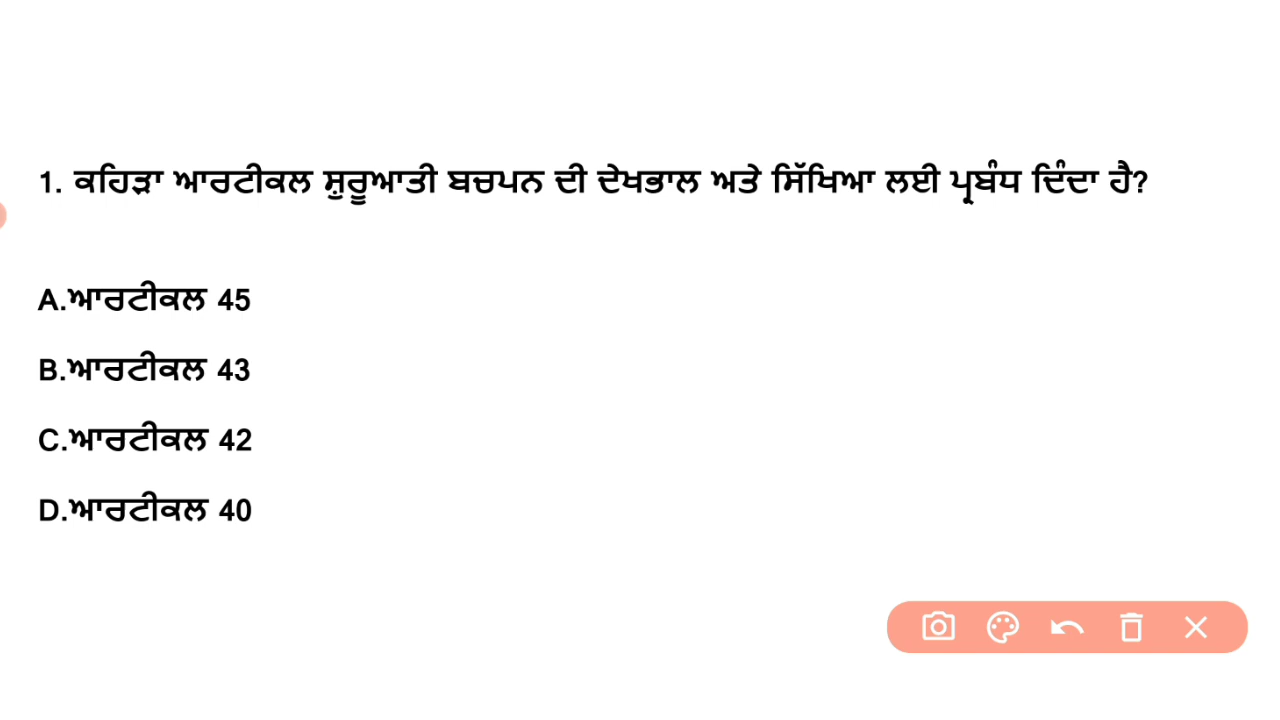 1. ਕਹਿੜਾ ਆਰਟੀਕਲ ਸ਼ੁਰੂਆਤੀ ਬਚਪਨ ਦੀ ਦੇਖਭਾਲ ਅਤੇ ਸਿੱਖਿਆ ਲਈ ਪ੍ਰਬੰਧ ਦਿੰਦਾ ਹੈ?
A.ਆਰਟੀਕਲ 45
B.ਆਰਟੀਕਲ 43
C.ਆਰਟੀਕਲ 42
D.ਆਰਟੀਕਲ 40